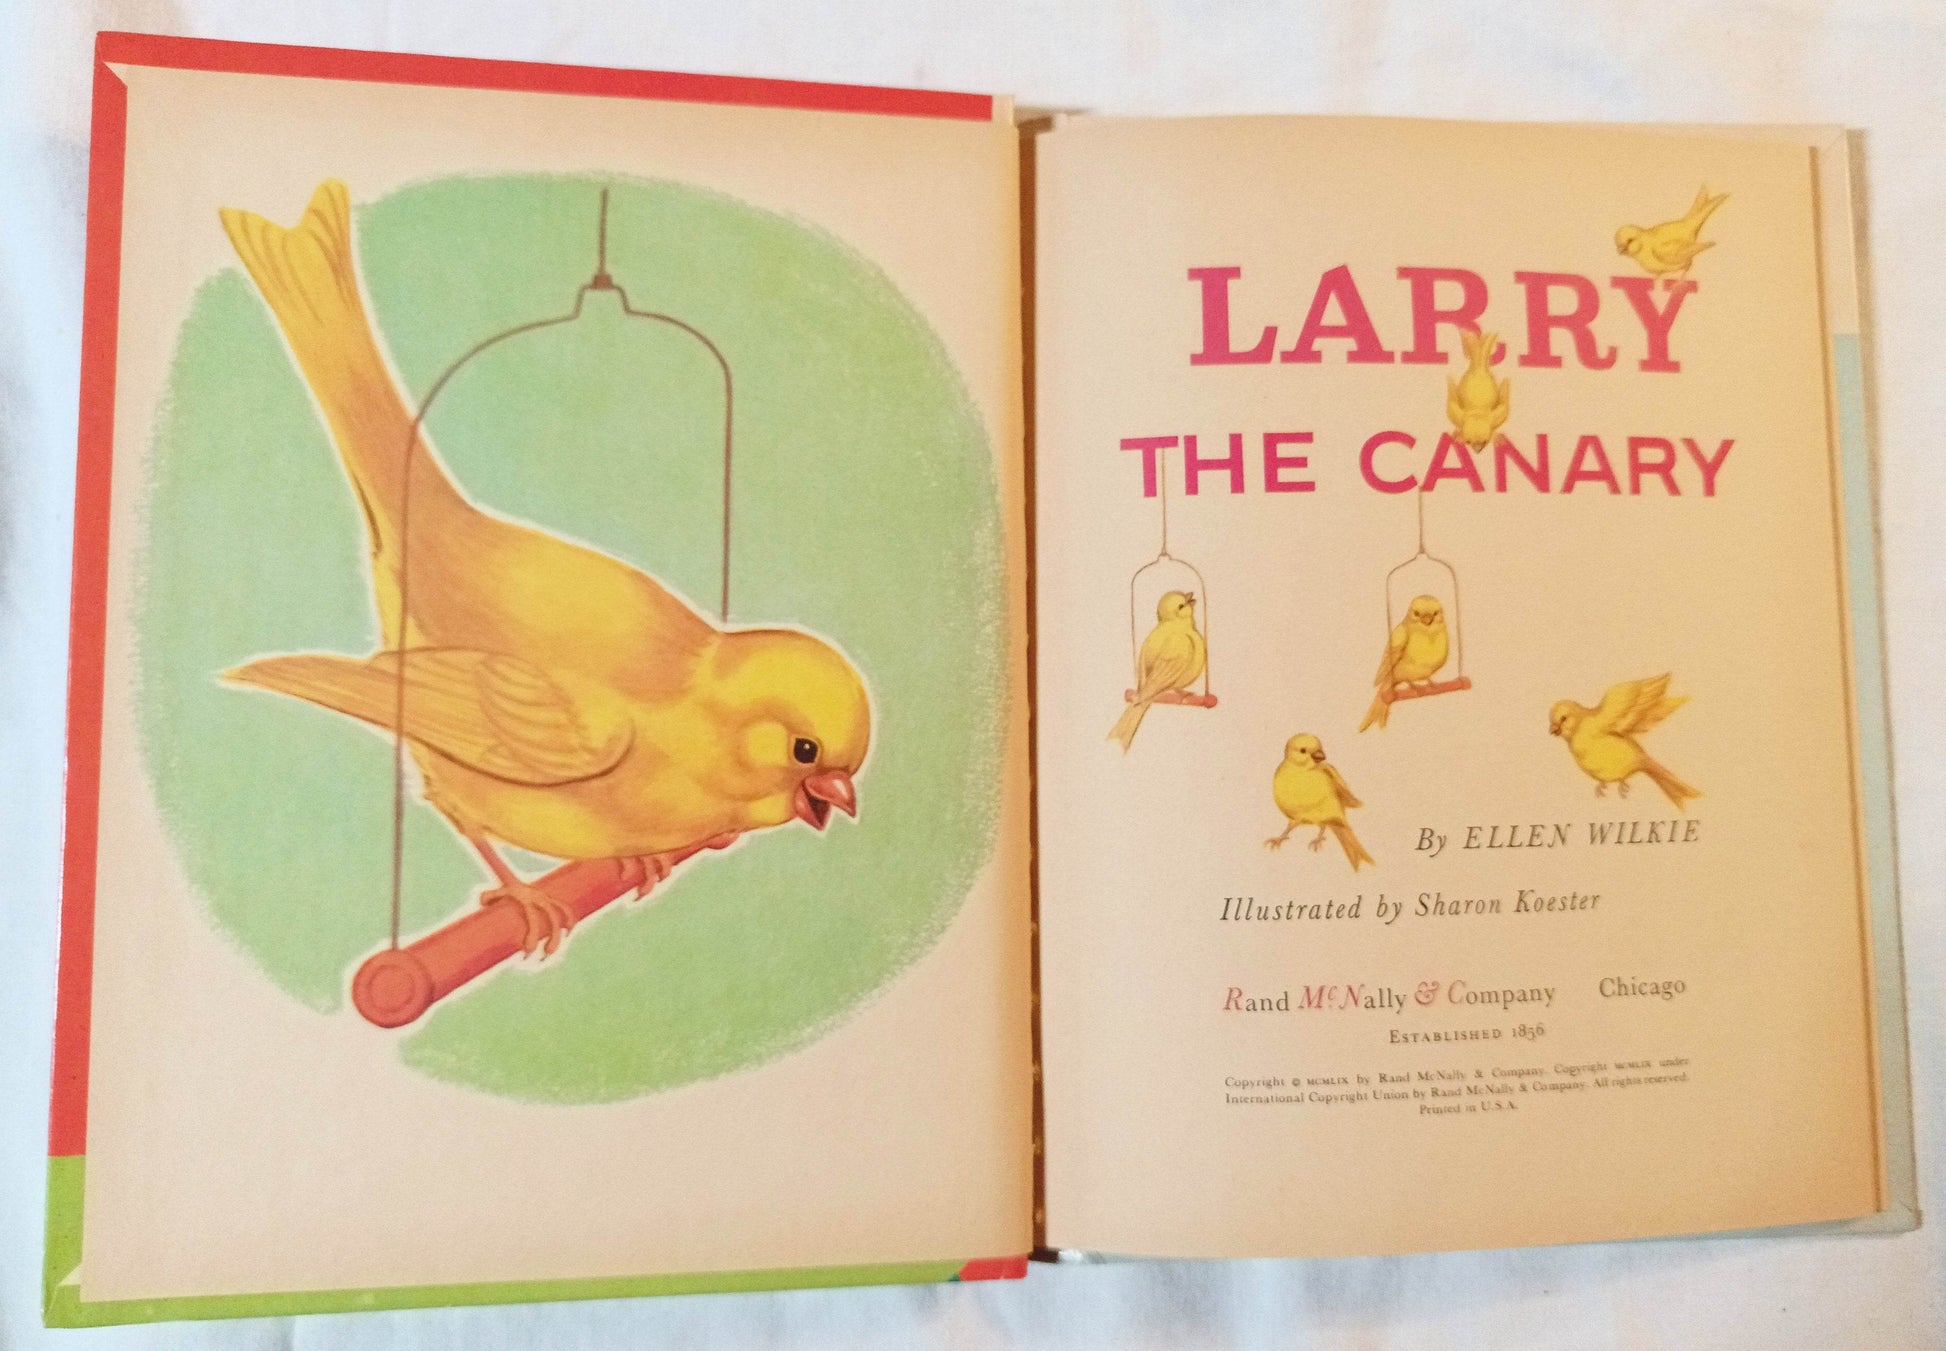 LARRY
THE CANARY
By ELLEN WILKIE
Illustrated by Sharon Koester
Rand McNally & Company Chicago
ESTABLISHED 1856
Copyright © MCMLIX by Rand McNally & Company. Copyright MCMLIX under
International Copyright Union by Rand McNally & Company. All rights reserved.
Printed in U.S.A.